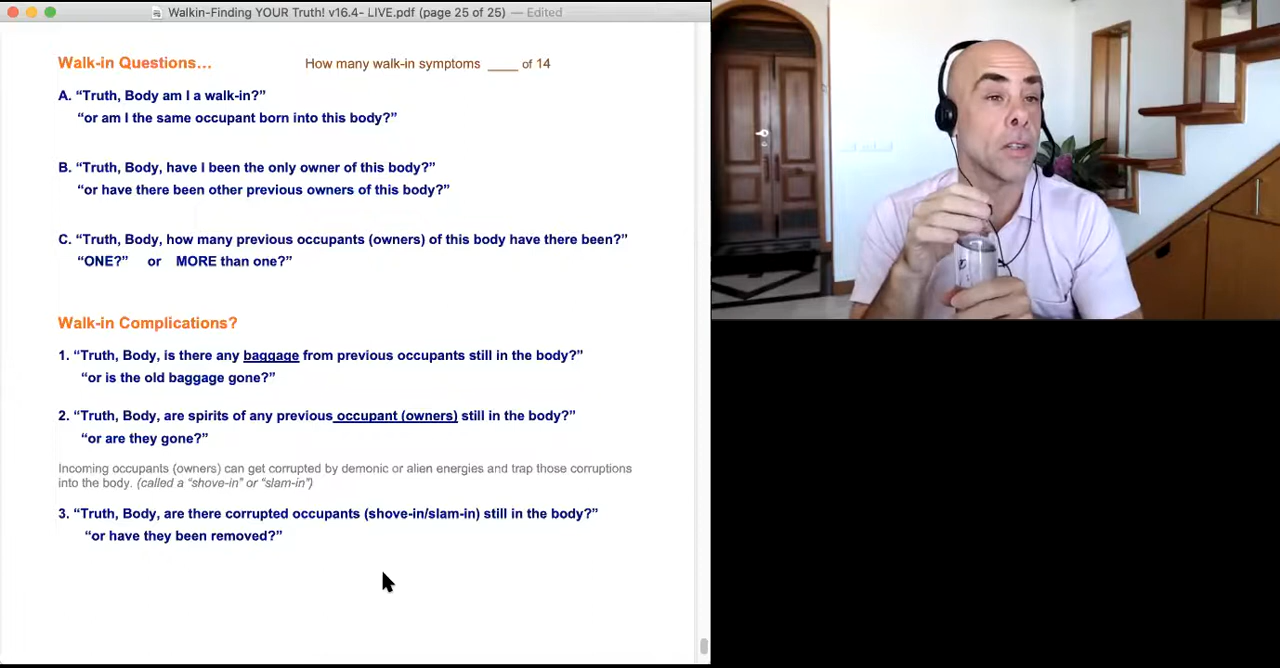 Walkin-Finding YOUR Truth! v16.4- LIVE.pdf (page 25 of 25) — Edited
Walk-in Questions… How many walk-in symptoms ____ of 14
A. “Truth, Body am I a walk-in?”
“or am I the same occupant born into this body?”
B. “Truth, Body, have I been the only owner of this body?”
“or have there been other previous owners of this body?”
C. “Truth, Body, how many previous occupants (owners) of this body have there been?”
“ONE?” or MORE than one?”
Walk-in Complications?
1. “Truth, Body, is there any baggage from previous occupants still in the body?”
“or is the old baggage gone?”
2. “Truth, Body, are spirits of any previous occupant (owners) still in the body?”
“or are they gone?”
Incoming occupants (owners) can get corrupted by demonic or alien energies and trap those corruptions
into the body. (called a “shove-in” or “slam-in”)
3. “Truth, Body, are there corrupted occupants (shove-in/slam-in) still in the body?”
“or have they been removed?”